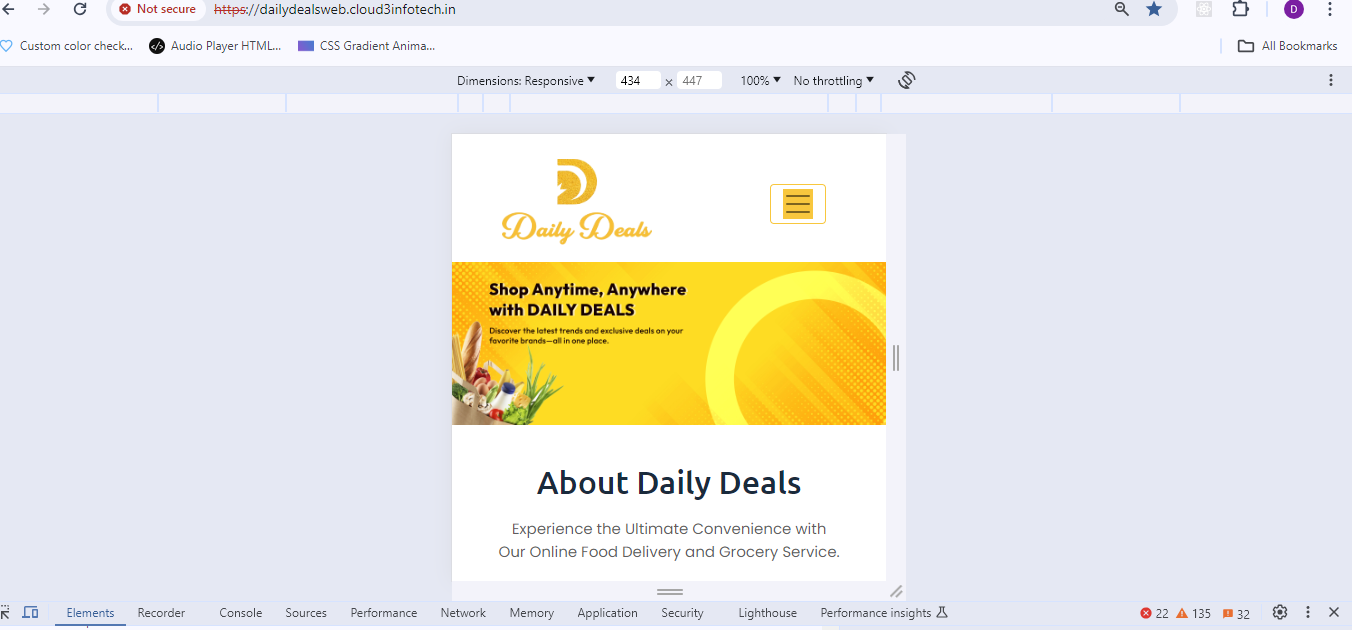 Not secure https://dailydealsweb.cloud3infotech.in D
Custom color check... </> Audio Player HTML... CSS Gradient Anima... All Bookmarks
Dimensions: Responsive 434 × 447 100% No throttling
Daily Deals
Shop Anytime, Anywhere
with DAILY DEALS
Discover the latest trends and exclusive deals on your
favorite brands—all in one place.
About Daily Deals
Experience the Ultimate Convenience with
Our Online Food Delivery and Grocery Service.
Elements Recorder Console Sources Performance Network Memory Application Security Lighthouse Performance insights 22 135 32